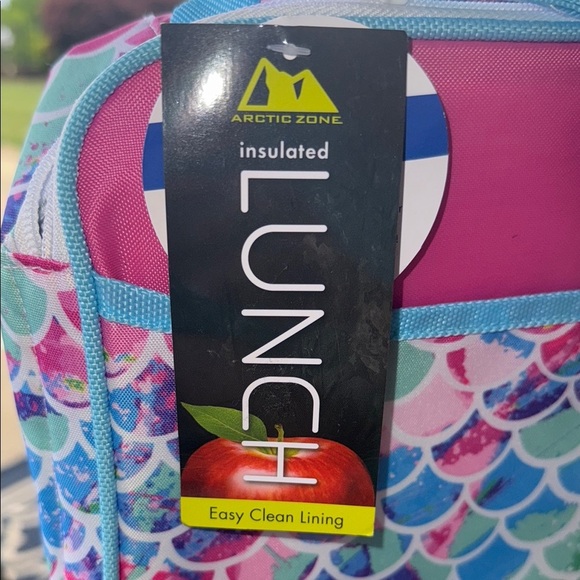 ARCTIC ZONE
insulated
LUNCH
Easy Clean Lining